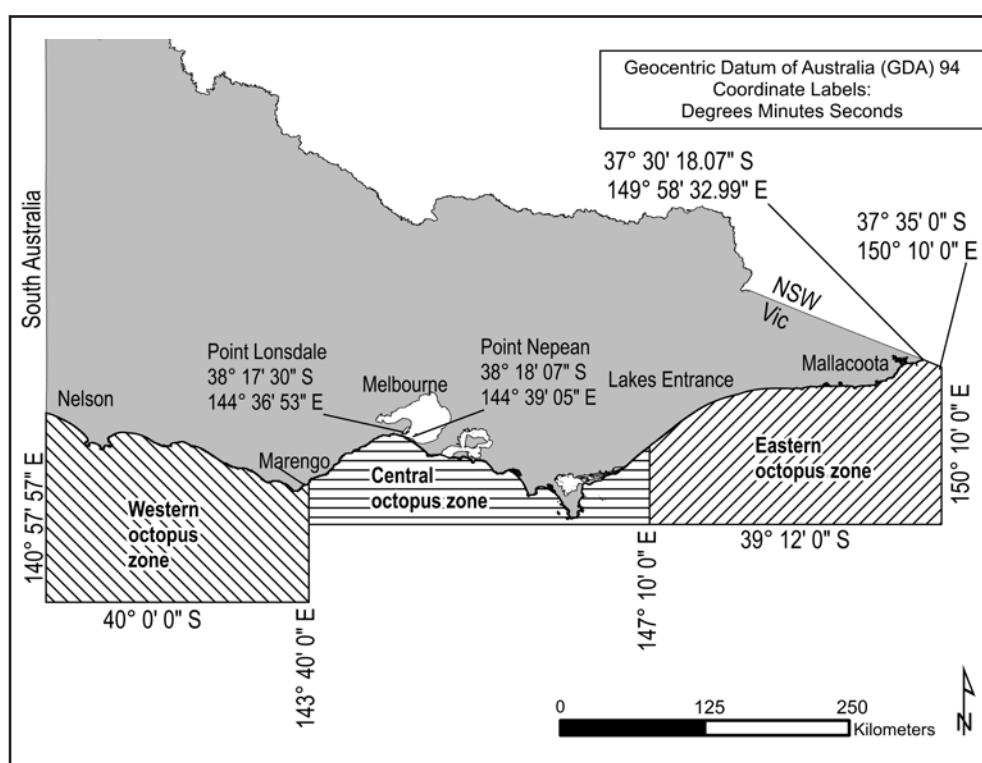 Geocentric Datum of Australia (GDA) 94
Coordinate Labels:
Degrees Minutes Seconds
37° 30' 18.07" S
149° 58' 32.99" E
37° 35' 0" S
150° 10' 0" E
South Australia
NSW
Vic
Point Lonsdale
38° 17' 30" S
144° 36' 53" E
Melbourne
Point Nepean
38° 18' 07" S
144° 39' 05" E
Lakes Entrance
Mallacoota
Nelson
Marengo
Western
octopus
zone
Central
octopus zone
Eastern
octopus zone
140° 57' 57" E
150° 10' 0" E
39° 12' 0" S
40° 0' 0" S
143° 40' 0" E
147° 10' 0" E
0 125 250
Kilometers
N